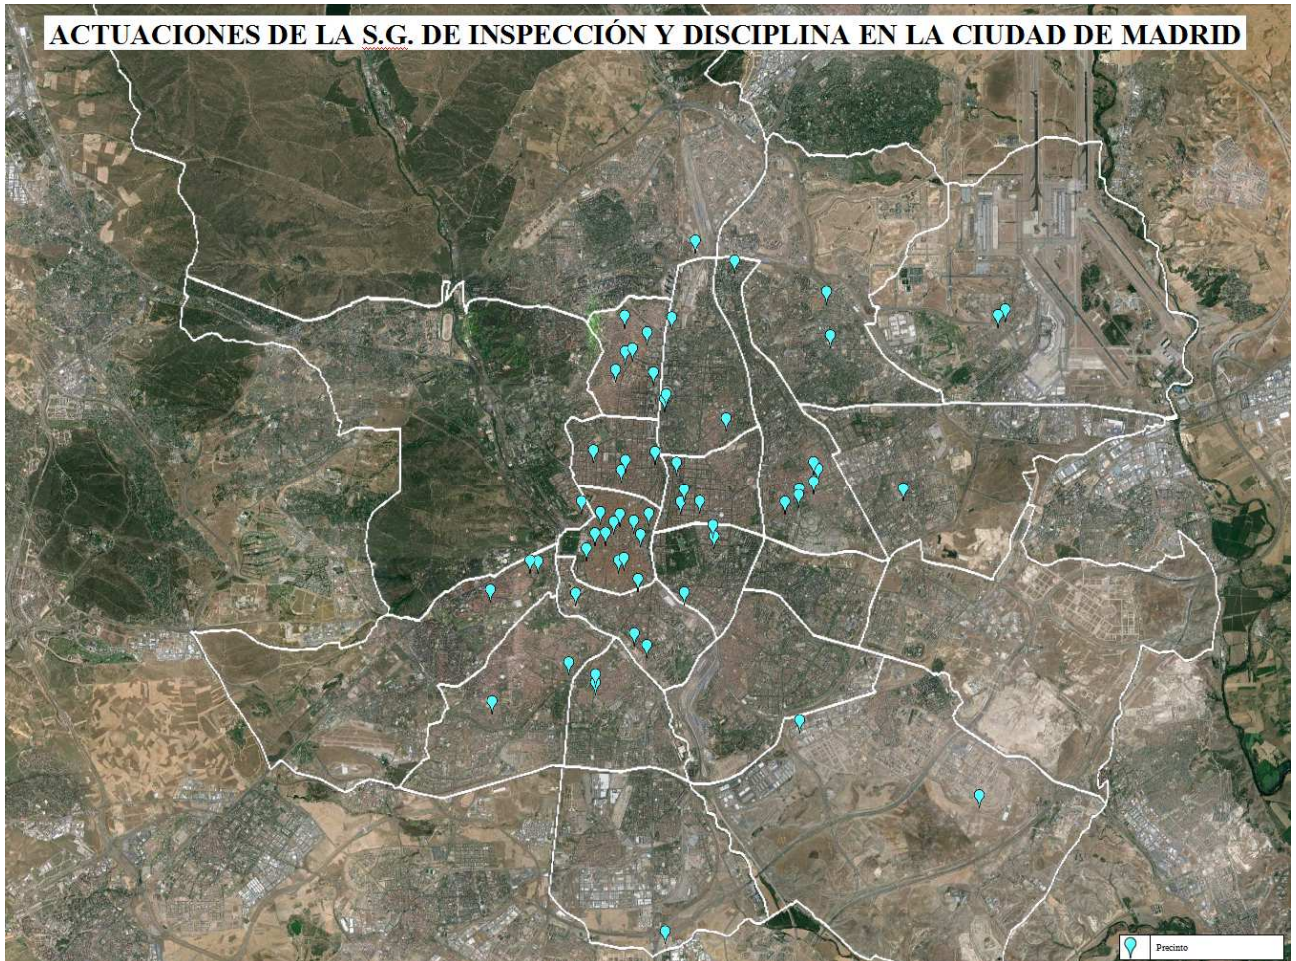 ACTUACIONES DE LA S.G. DE INSPECCIÓN Y DISCIPLINA EN LA CIUDAD DE MADRID
Precinto